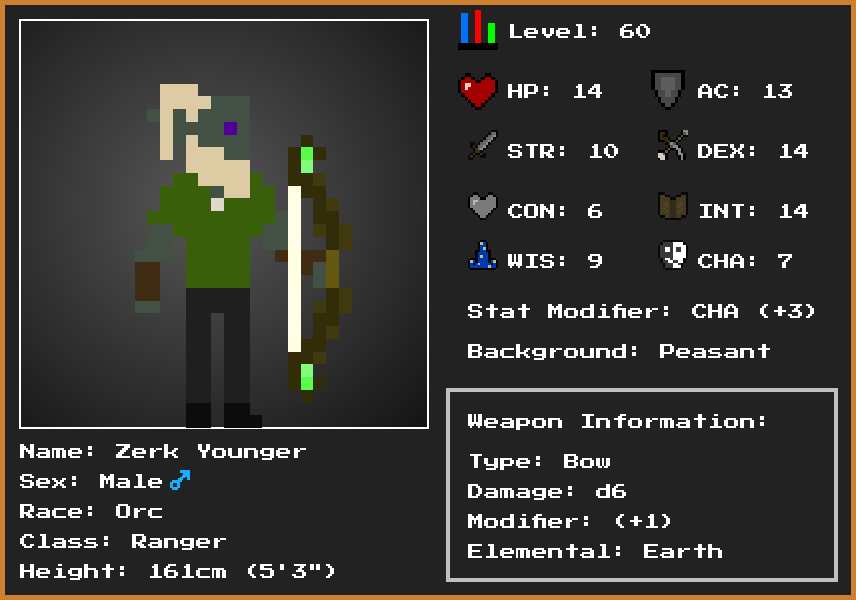 Level: 60
HP: 14
AC: 13
STR: 10
DEX: 14
CON: 6
INT: 14
WIS: 9
CHA: 7
Stat Modifier: CHA (+3)
Background: Peasant
Weapon Information:
Type: Bow
Damage: d6
Modifier: (+1)
Elemental: Earth
Name: Zerk Younger
Sex: Male ♂
Race: Orc
Class: Ranger
Height: 161cm (5'3")